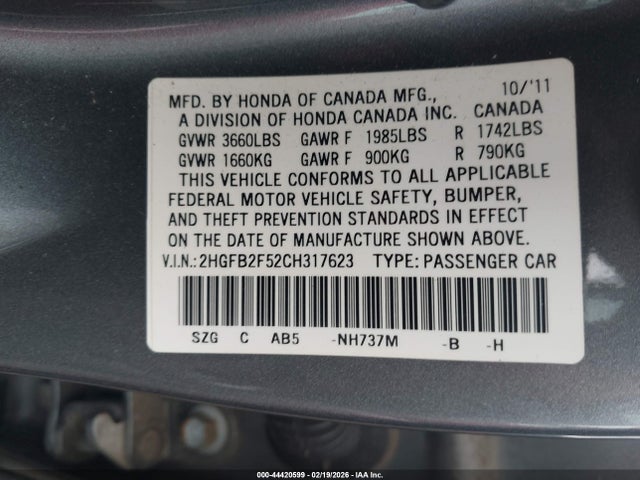 10/'11
MFD. BY HONDA OF CANADA MFG.,
A DIVISION OF HONDA CANADA INC. CANADA
GVWR 3660LBS GAWR F 1985LBS R 1742LBS
GVWR 1660KG GAWR F 900KG R 790KG
THIS VEHICLE CONFORMS TO ALL APPLICABLE
FEDERAL MOTOR VEHICLE SAFETY, BUMPER,
AND THEFT PREVENTION STANDARDS IN EFFECT
ON THE DATE OF MANUFACTURE SHOWN ABOVE.
V.I.N.: 2HGFB2F52CH317623 TYPE: PASSENGER CAR
SZG C AB5 -NH737M -B -H
000-44420599 - 02/19/2026 - IAA Inc.